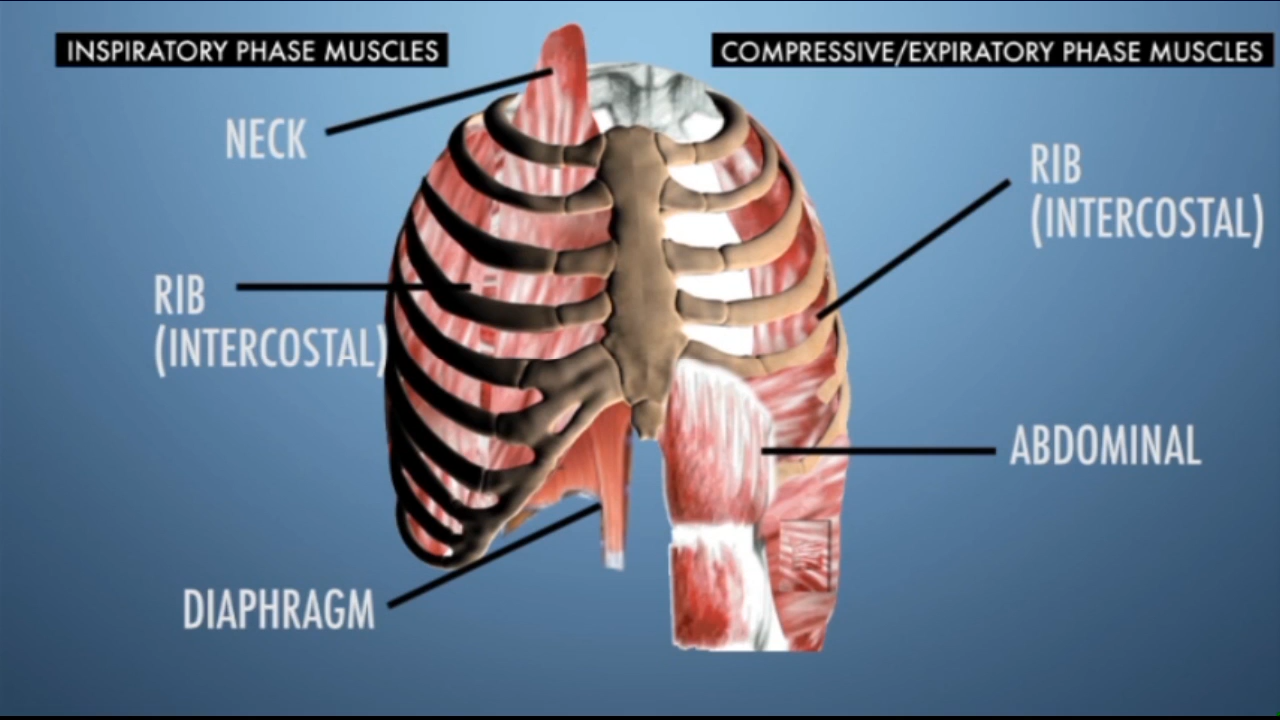 INSPIRATORY PHASE MUSCLES
COMPRESSIVE/EXPIRATORY PHASE MUSCLES
NECK
RIB
(INTERCOSTAL)
RIB
(INTERCOSTAL)
ABDOMINAL
DIAPHRAGM